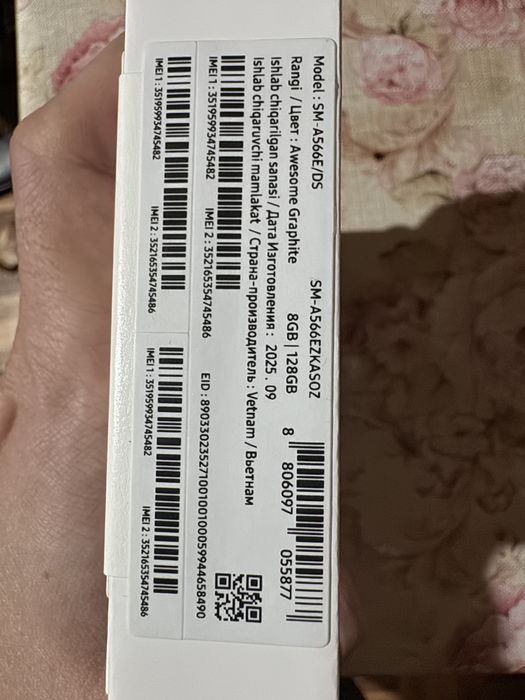 Model : SM-A566E/DS SM-A566EZKASOZ
Rangi / Цвет : Awesome Graphite 8GB | 128GB
Ishlab chiqarilgan sanasi / Дата Изготовления : 2025 . 09
Ishlab chiqaruvchi mamlakat / Страна-производитель : Vetnam / Вьетнам
8 806097 055877
IMEI 1 : 351959934745482 IMEI 2 : 352165354745486
EID : 89033023527100100100059944658490
IMEI 1 : 351959934745482 IMEI 2 : 352165354745486
IMEI 1 : 351959934745482 IMEI 2 : 352165354745486